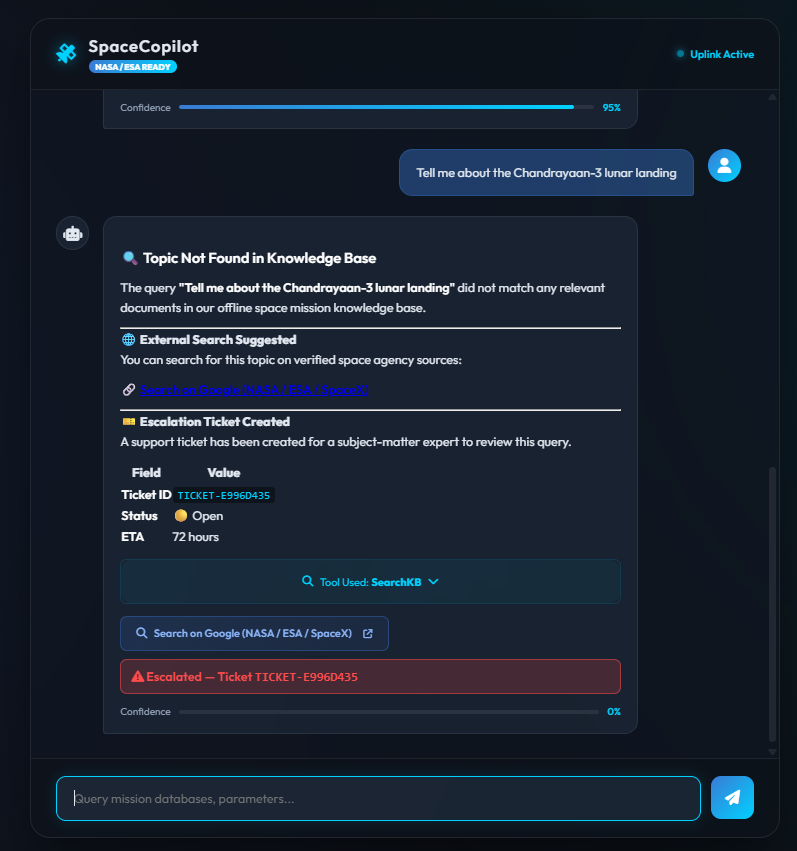 SpaceCopilot
NASA / ESA READY
Uplink Active
Confidence 95%
Tell me about the Chandrayaan-3 lunar landing
🔍 Topic Not Found in Knowledge Base
The query "Tell me about the Chandrayaan-3 lunar landing" did not match any relevant
documents in our offline space mission knowledge base.
🌐 External Search Suggested
You can search for this topic on verified space agency sources:
🔗 Search on Google (NASA / ESA / SpaceX)
🎫 Escalation Ticket Created
A support ticket has been created for a subject-matter expert to review this query.
Field Value
Ticket ID TICKET-E996D435
Status 🟡 Open
ETA 72 hours
Tool Used: SearchKB
Search on Google (NASA / ESA / SpaceX)
Escalated — Ticket TICKET-E996D435
Confidence 0%
Query mission databases, parameters...